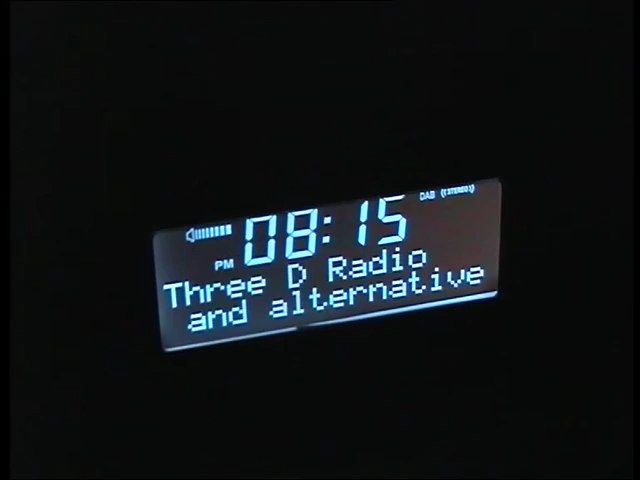 DAB ((STEREO))
PM 08:15
Three D Radio
and alternative